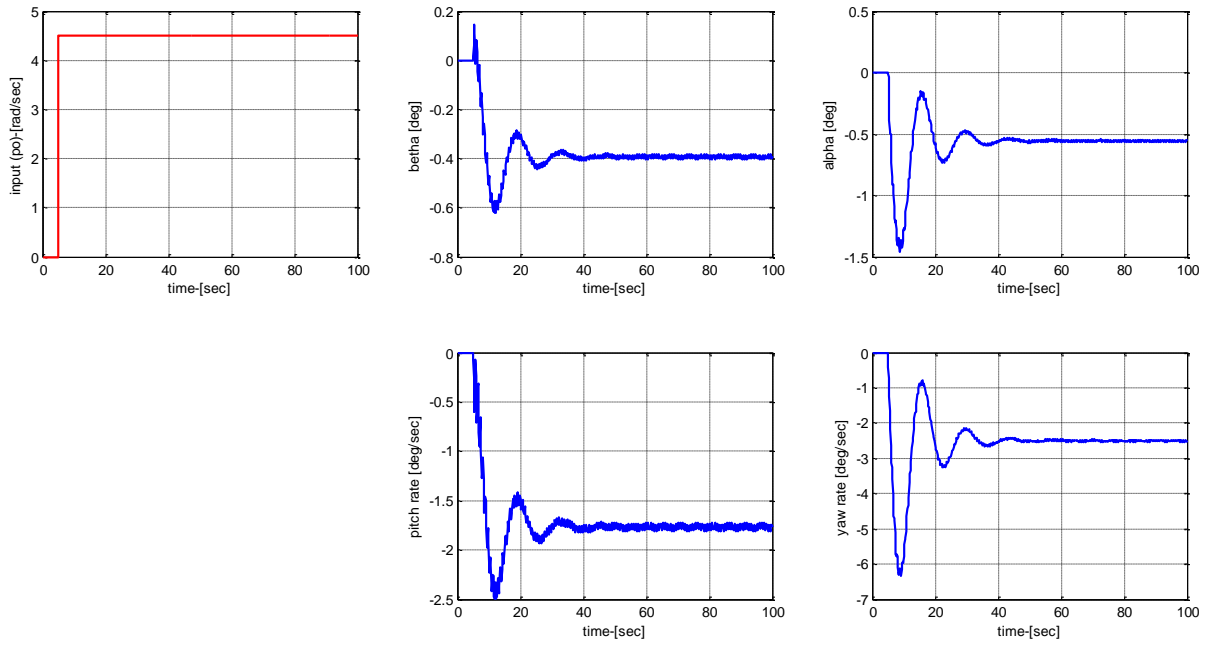 5
4
3
2
1
0
input (po)-[rad/sec]
0 20 40 60 80 100
time-[sec]
0.2
0
-0.2
-0.4
-0.6
-0.8
betha [deg]
0 20 40 60 80 100
time-[sec]
0.5
0
-0.5
-1
-1.5
alpha [deg]
0 20 40 60 80 100
time-[sec]
0
-0.5
-1
-1.5
-2
-2.5
pitch rate [deg/sec]
0 20 40 60 80 100
time-[sec]
0
-1
-2
-3
-4
-5
-6
-7
yaw rate [deg/sec]
0 20 40 60 80 100
time-[sec]